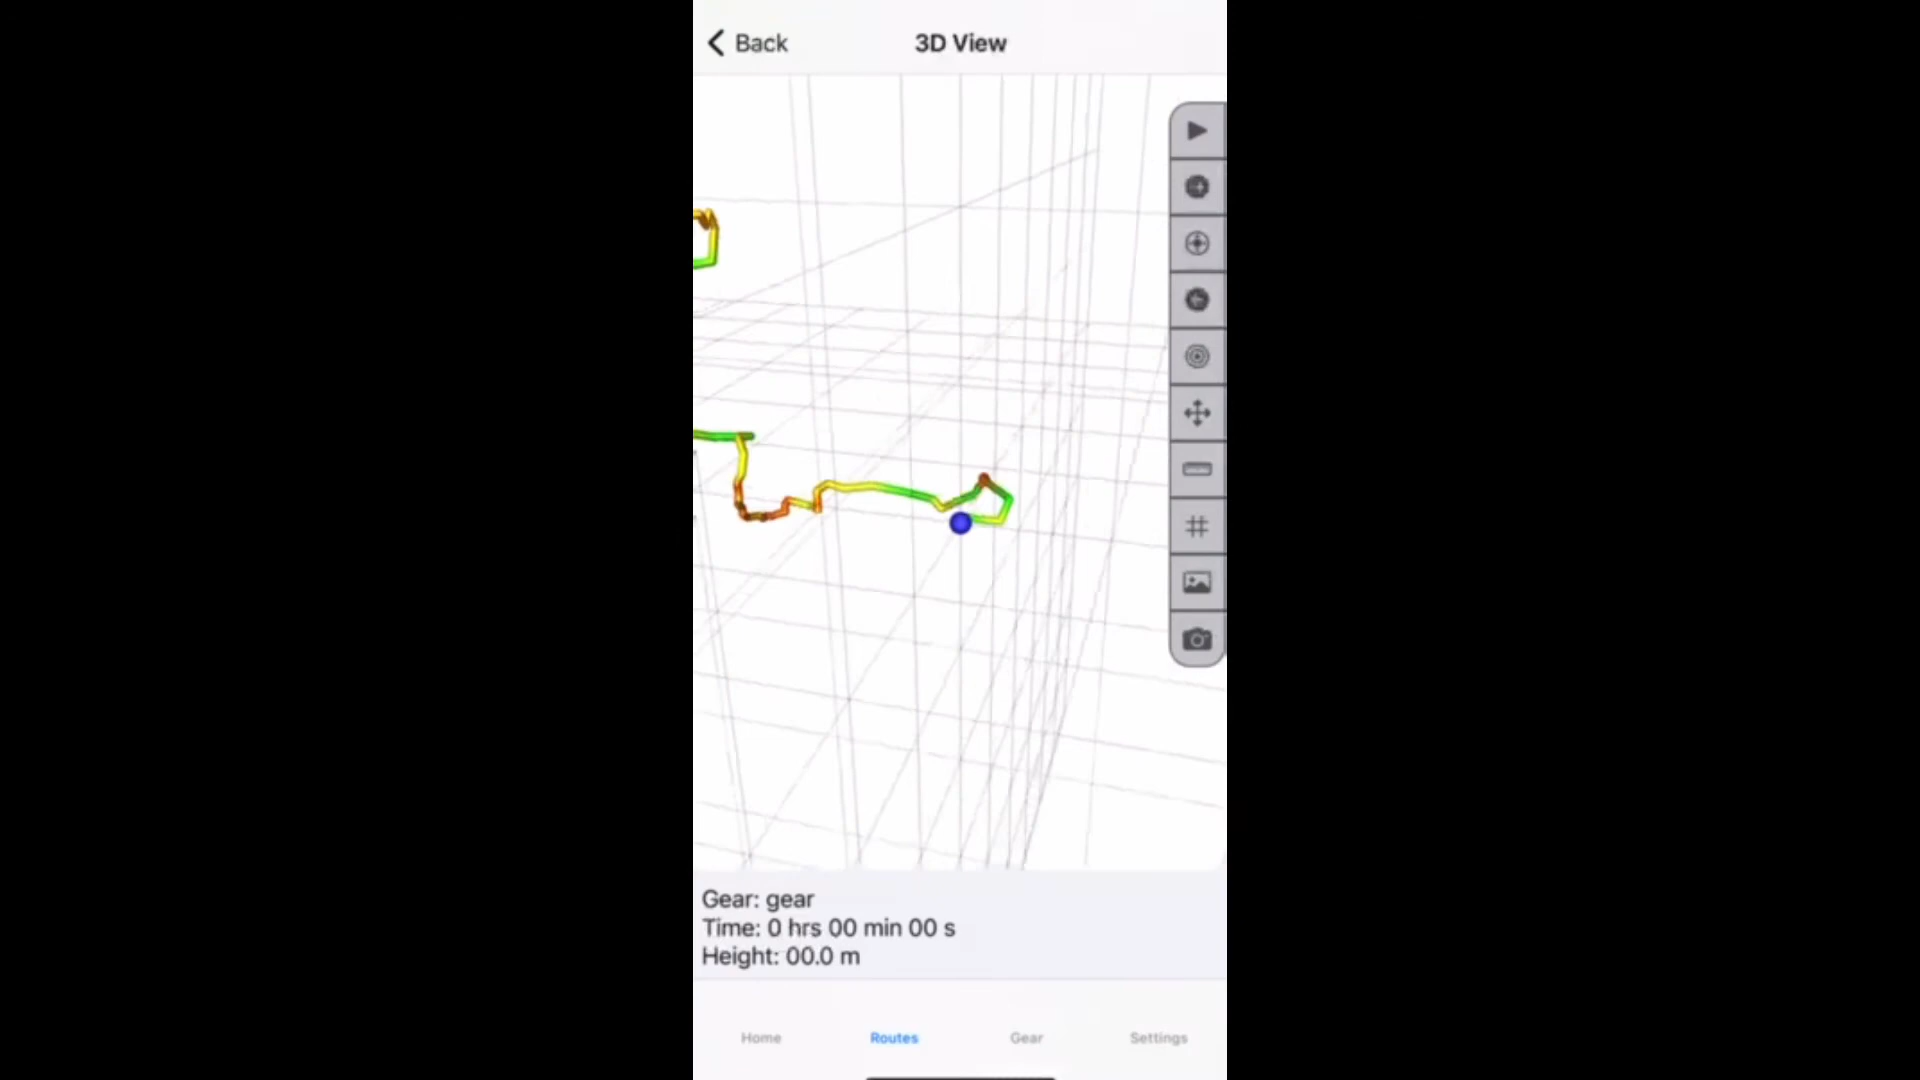 Back
3D View
Gear: gear
Time: 0 hrs 00 min 00 s
Height: 00.0 m
Home
Routes
Gear
Settings